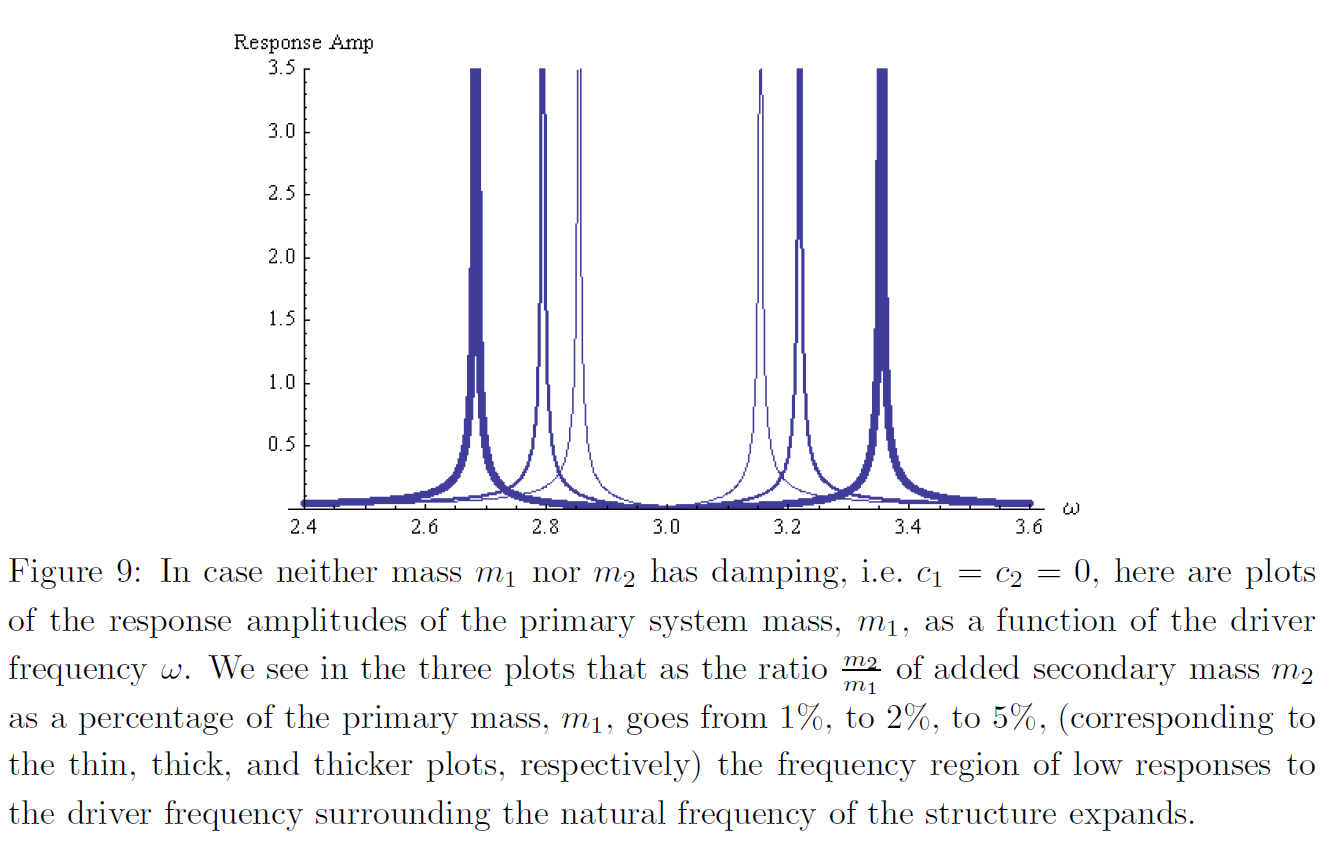 Response Amp
3.5
3.0
2.5
2.0
1.5
1.0
0.5
2.4 2.6 2.8 3.0 3.2 3.4 3.6
ω
Figure 9: In case neither mass m₁ nor m₂ has damping, i.e. c₁ = c₂ = 0, here are plots
of the response amplitudes of the primary system mass, m₁, as a function of the driver
frequency ω. We see in the three plots that as the ratio m₂/m₁ of added secondary mass m₂
as a percentage of the primary mass, m₁, goes from 1%, to 2%, to 5%, (corresponding to
the thin, thick, and thicker plots, respectively) the frequency region of low responses to
the driver frequency surrounding the natural frequency of the structure expands.